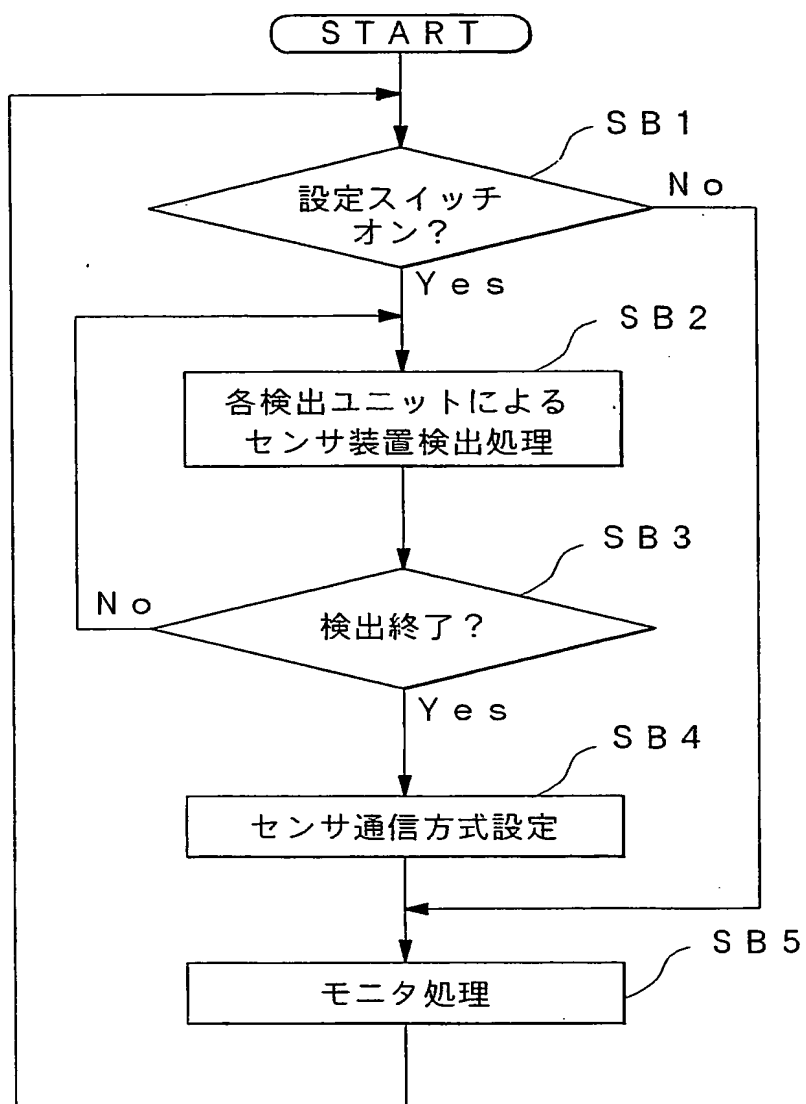 START
SB1
設定スイッチ
オン?
No
Yes
SB2
各検出ユニットによる
センサ装置検出処理
SB3
No
検出終了?
Yes
SB4
センサ通信方式設定
SB5
モニタ処理